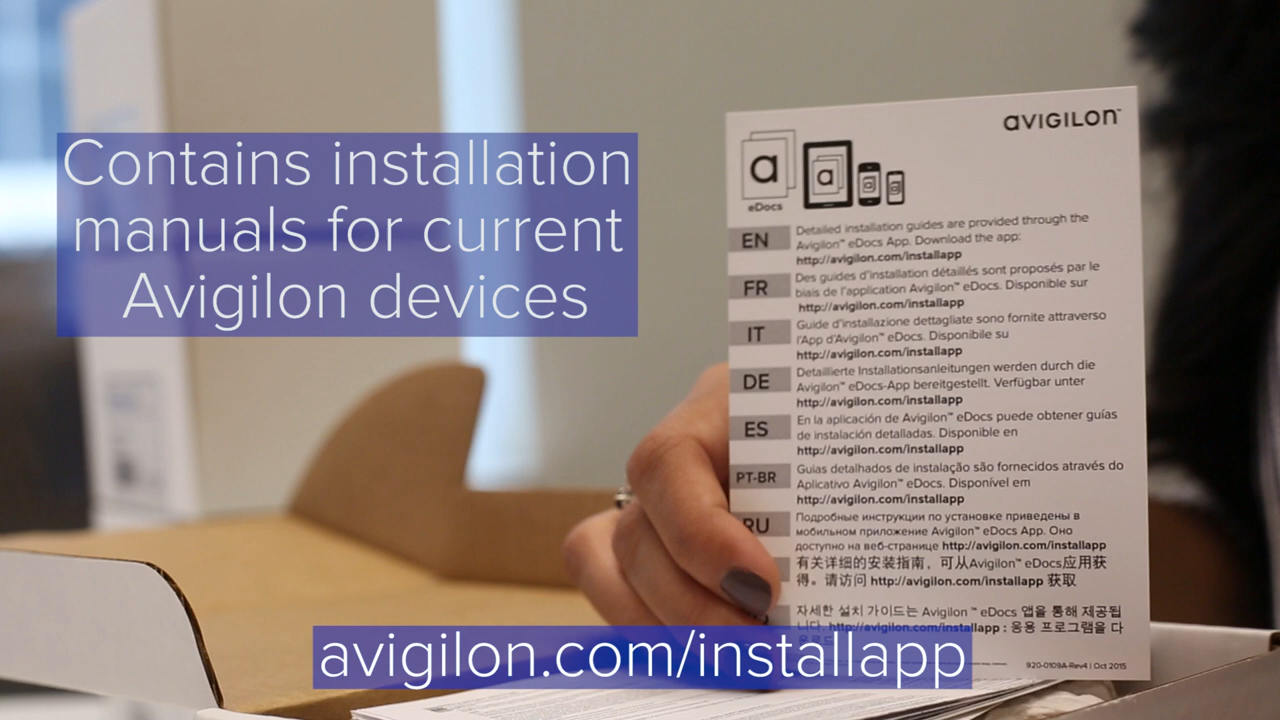 Contains installation
manuals for current
Avigilon devices
aVIGILON™
a
a
a
a
eDocs
EN
Detailed installation guides are provided through the
Avigilon™ eDocs App. Download the app:
http://avigilon.com/installapp
FR
Des guides d'installation détaillés sont proposés par le
biais de l'application Avigilon™ eDocs. Disponible sur
http://avigilon.com/installapp
IT
Guide d'installazione dettagliate sono fornite attraverso
l'App d'Avigilon™ eDocs. Disponibile su
http://avigilon.com/installapp
DE
Detaillierte Installationsanleitungen werden durch die
Avigilon™ eDocs-App bereitgestellt. Verfügbar unter
http://avigilon.com/installapp
ES
En la aplicación de Avigilon™ eDocs puede obtener guías
de instalación detalladas. Disponible en
http://avigilon.com/installapp
PT-BR
Guias detalhados de instalação são fornecidos através do
Aplicativo Avigilon™ eDocs. Disponível em
http://avigilon.com/installapp
RU
Подробные инструкции по установке приведены в
мобильном приложение Avigilon™ eDocs App. Оно
доступно на веб-странице http://avigilon.com/installapp
有关详细的安装指南，可从Avigilon™ eDocs应用获
得。请访问 http://avigilon.com/installapp 获取
자세한 설치 가이드는 Avigilon™ eDocs 앱을 통해 제공됩
니다. http://avigilon.com/installapp : 응용 프로그램을 다
운로드
avigilon.com/installapp
920-0109A-Rev4 | Oct 2015